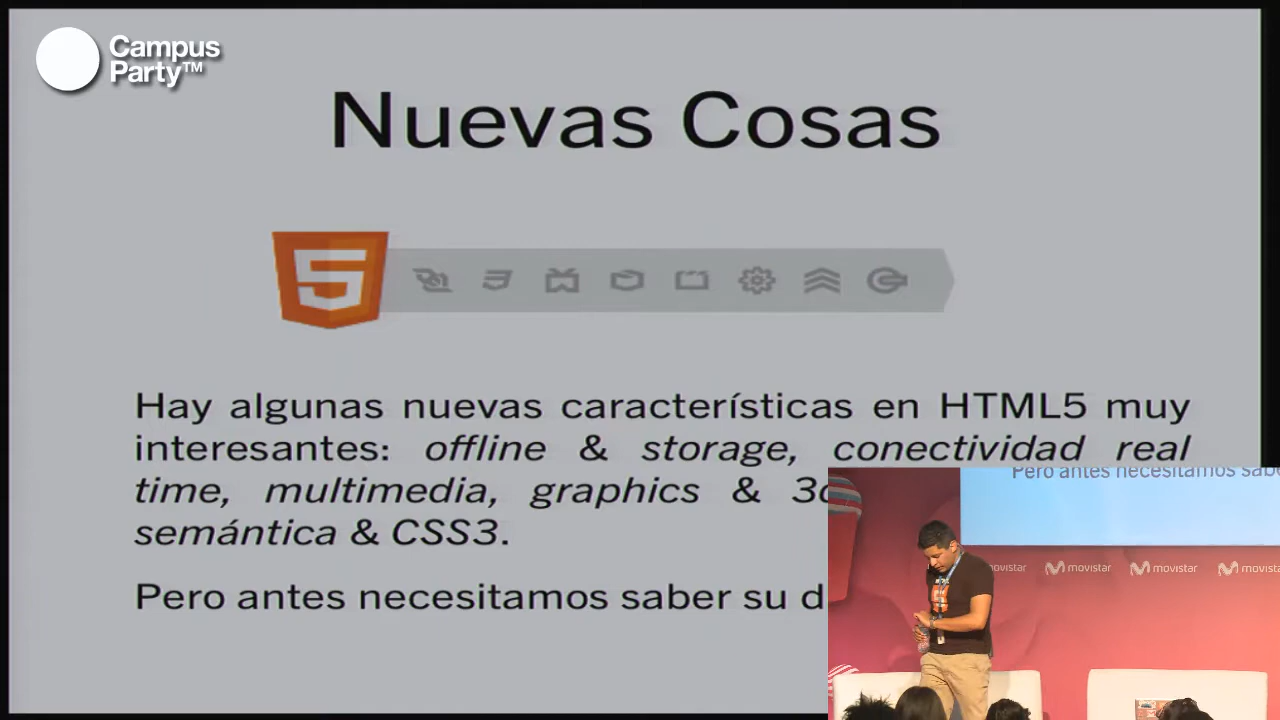 Campus
Party™
Nuevas Cosas
5
Hay algunas nuevas características en HTML5 muy
interesantes: offline & storage, conectividad real
time, multimedia, graphics &
semántica & CSS3.
Pero antes necesitamos saber su
Pero antes necesitamos
movistar
movistar
movistar
movistar